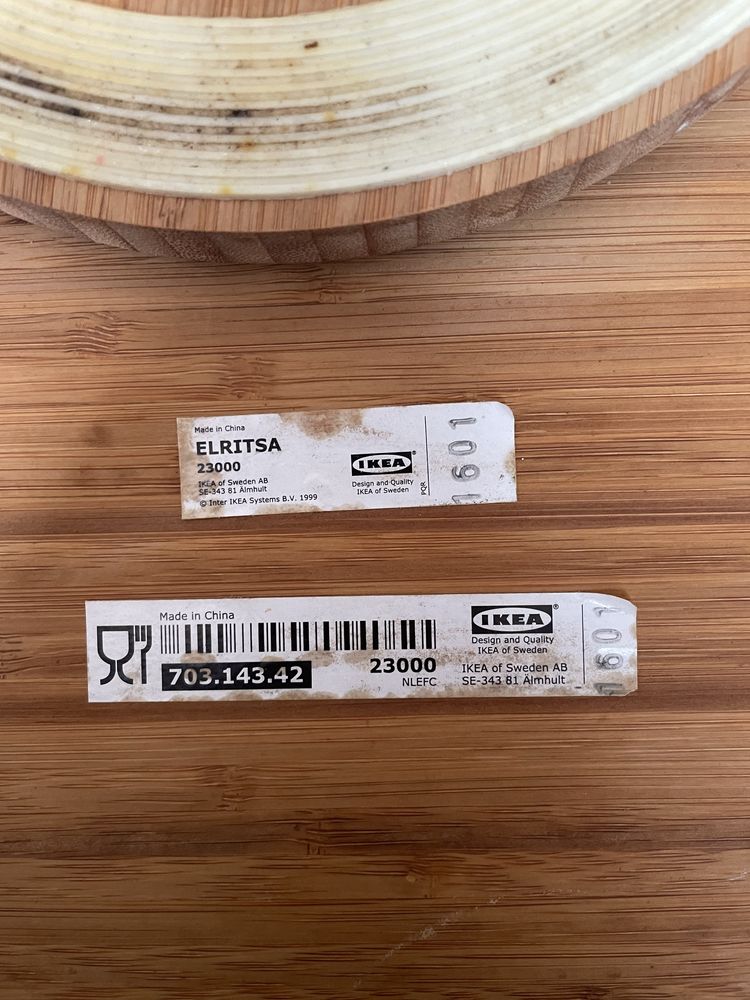 Made in China
ELRITSA
23000
IKEA of Sweden AB
SE-343 81 Älmhult
© Inter IKEA Systems B.V. 1999
IKEA®
Design and Quality
IKEA of Sweden
PQR
1601
Made in China
703.143.42
23000
NLEFC
IKEA®
Design and Quality
IKEA of Sweden
IKEA of Sweden AB
SE-343 81 Älmhult
1601